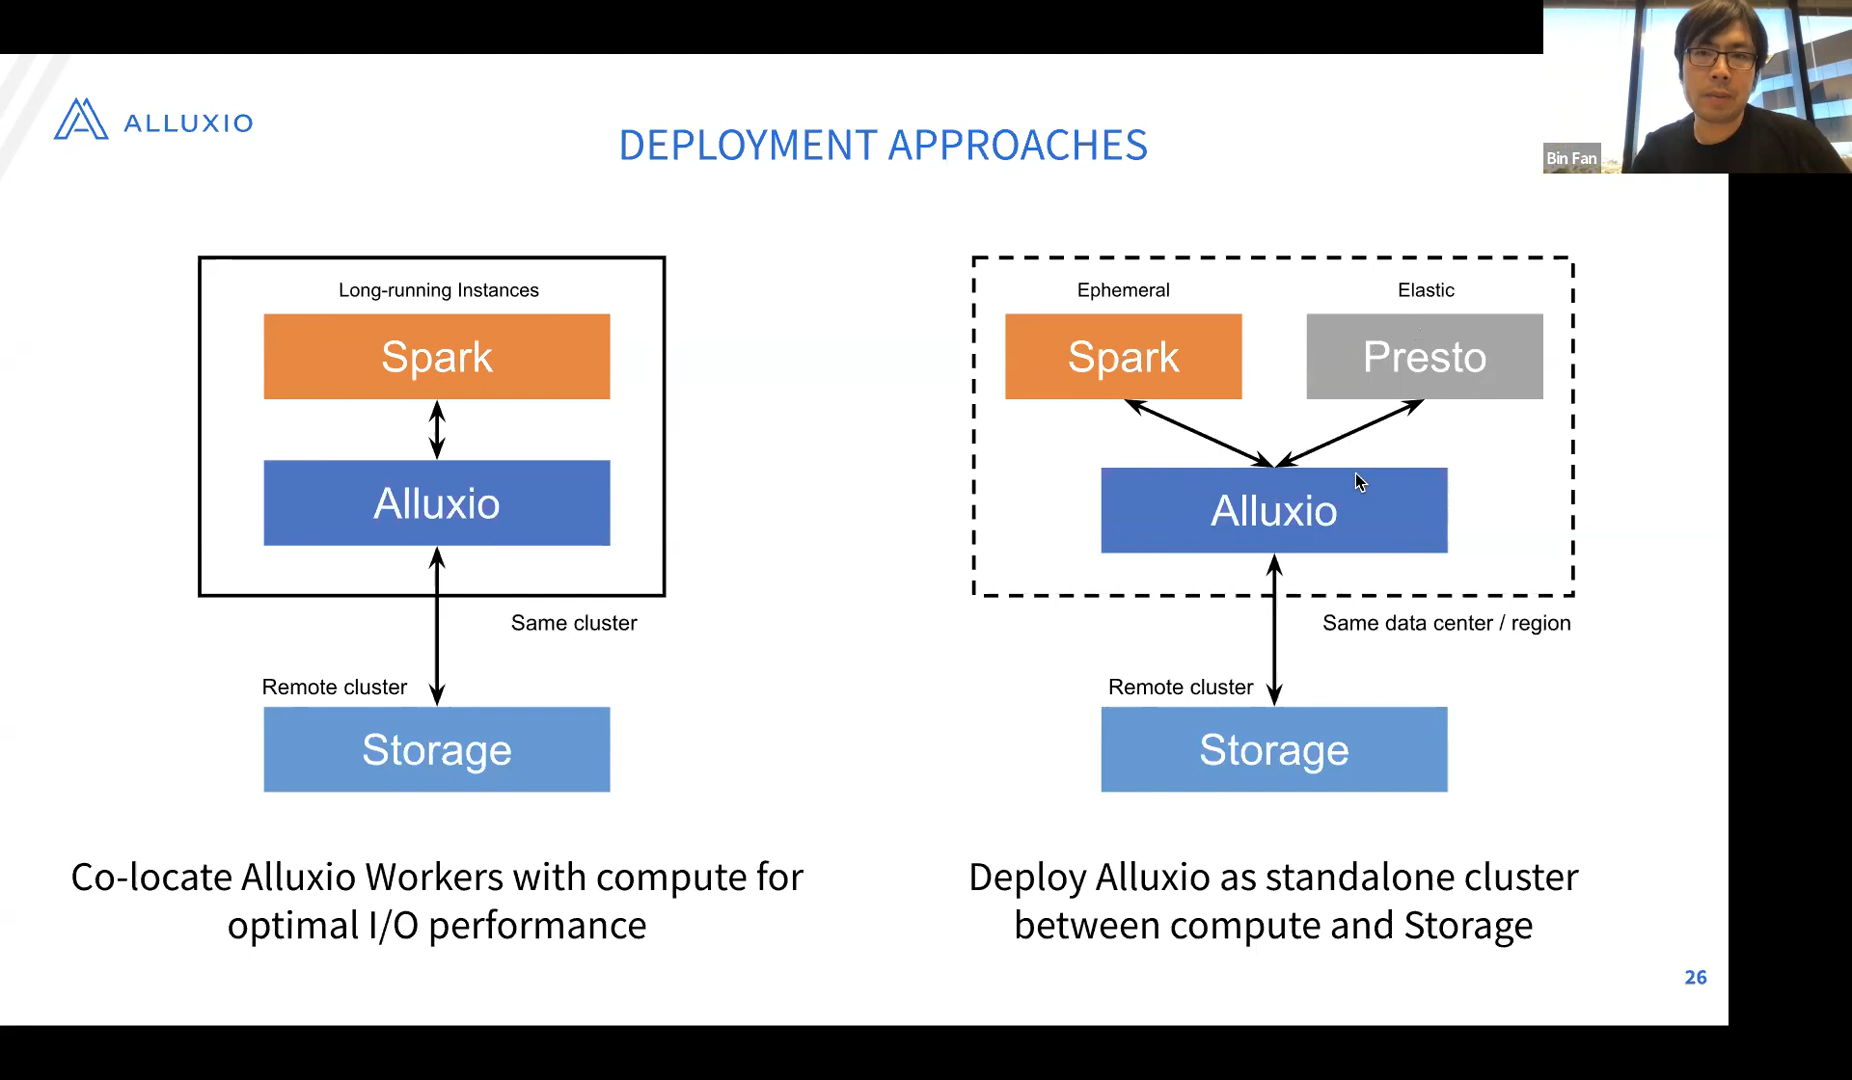 ALLUXIO
DEPLOYMENT APPROACHES
Bin Fan
Long-running Instances
Spark
Alluxio
Same cluster
Remote cluster
Storage
Co-locate Alluxio Workers with compute for
optimal I/O performance
Ephemeral
Elastic
Spark
Presto
Alluxio
Same data center / region
Remote cluster
Storage
Deploy Alluxio as standalone cluster
between compute and Storage
26